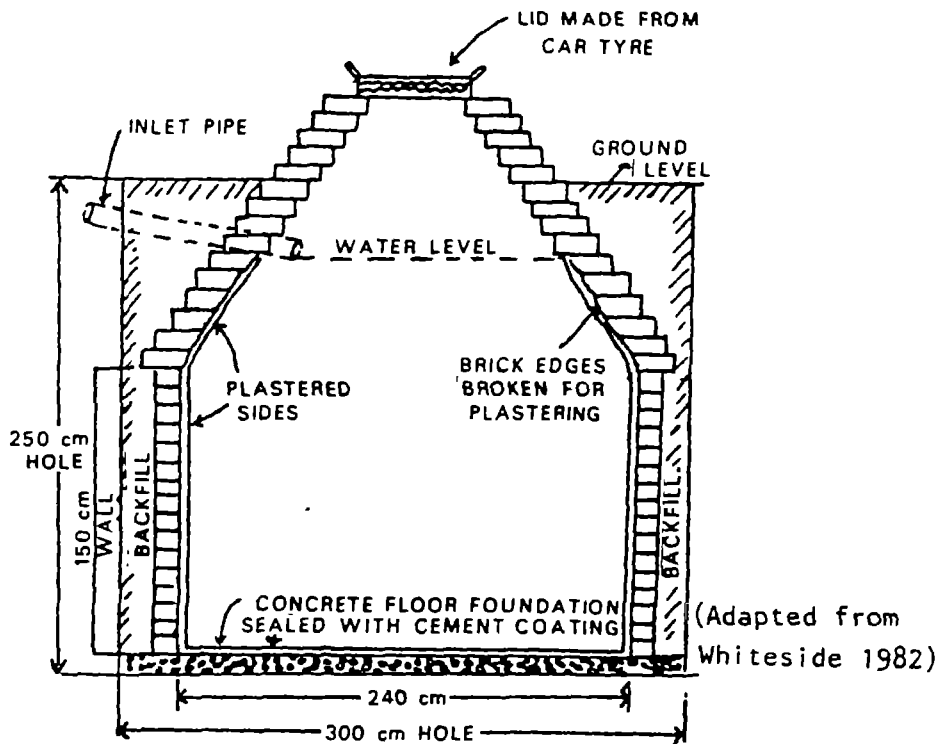 LID MADE FROM
CAR TYRE
INLET PIPE
GROUND
LEVEL
WATER LEVEL
PLASTERED
SIDES
BRICK EDGES
BROKEN FOR
PLASTERING
250 cm
HOLE
150 cm
WALL
BACKFILL
BACKFILL
CONCRETE FLOOR FOUNDATION
SEALED WITH CEMENT COATING
(Adapted from
Whiteside 1982)
240 cm
300 cm HOLE